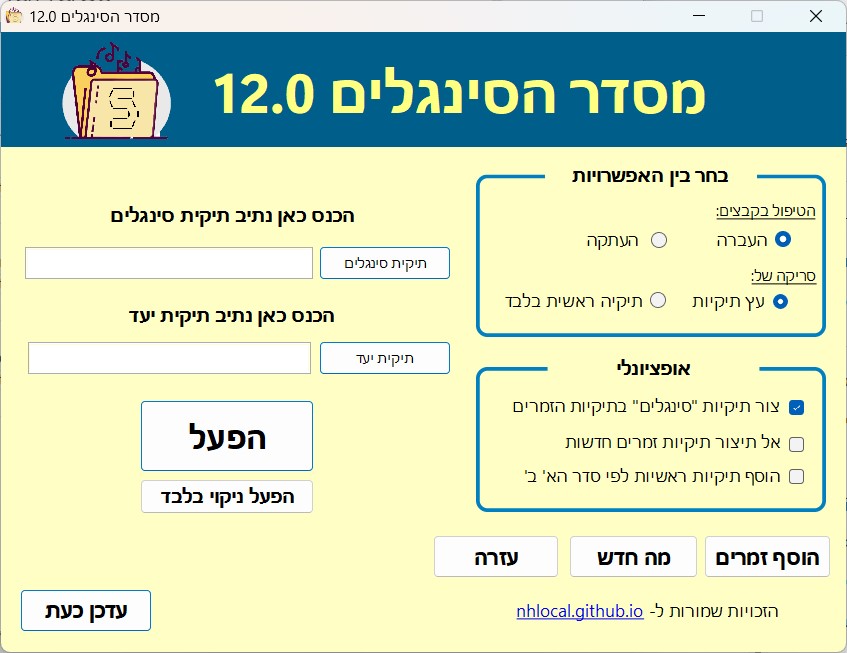 מסדר הסינגלים 12.0
מסדר הסינגלים 12.0
בחר בין האפשרויות
הטיפול בקבצים:
העברה
העתקה
סריקה של:
עץ תיקיות
תיקיה ראשית בלבד
אופציונלי
צור תיקיות "סינגלים" בתיקיות הזמרים
אל תיצור תיקיות זמרים חדשות
הוסף תיקיות ראשיות לפי סדר הא' ב'
הכנס כאן נתיב תיקית סינגלים
תיקית סינגלים
הכנס כאן נתיב תיקית יעד
תיקית יעד
הפעל
הפעל ניקוי בלבד
הוסף זמרים
מה חדש
עזרה
הזכויות שמורות ל- nhlocal.github.io
עדכן כעת